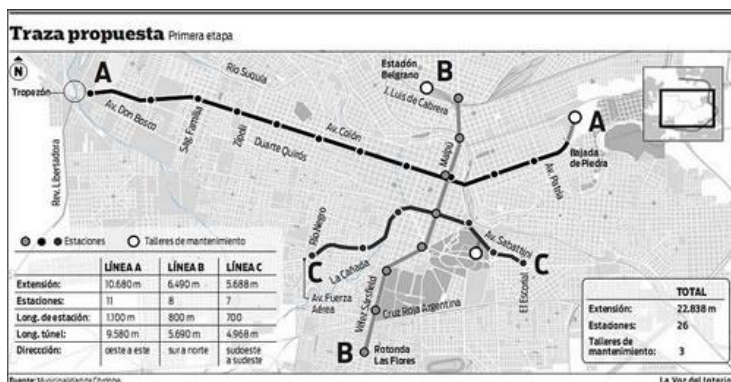 Traza propuesta Primera etapa
N
Tropezón
A
Av. Don Bosco
Sag. Familia
Zípoli
Río Suquía
Duarte Quirós
Av. Colón
Rev. Libertadora
Estación
Belgrano
B
J. Luis de Cabrera
Maipú
A
Bajada
de Piedra
Av. Patria
Estaciones
Talleres de mantenimiento
Río Negro
C
La Cañada
Av. Fuerza
Aérea
Av. Sabattini
C
El Escorial
Vélez Sársfield
Cruz Roja Argentina
B
Rotonda
Las Flores
LÍNEA A LÍNEA B LÍNEA C
Extensión: 10.680 m 6.490 m 5.688 m
Estaciones: 11 8 7
Long. de estación: 1.100 m 800 m 700
Long. túnel: 9.580 m 5.690 m 4.968 m
Dirección: oeste a este sur a norte sudoeste
a sudeste
TOTAL
Extensión: 22.838 m
Estaciones: 26
Talleres de
mantenimiento: 3
Fuente: Municipalidad de Córdoba
La Voz del Interior